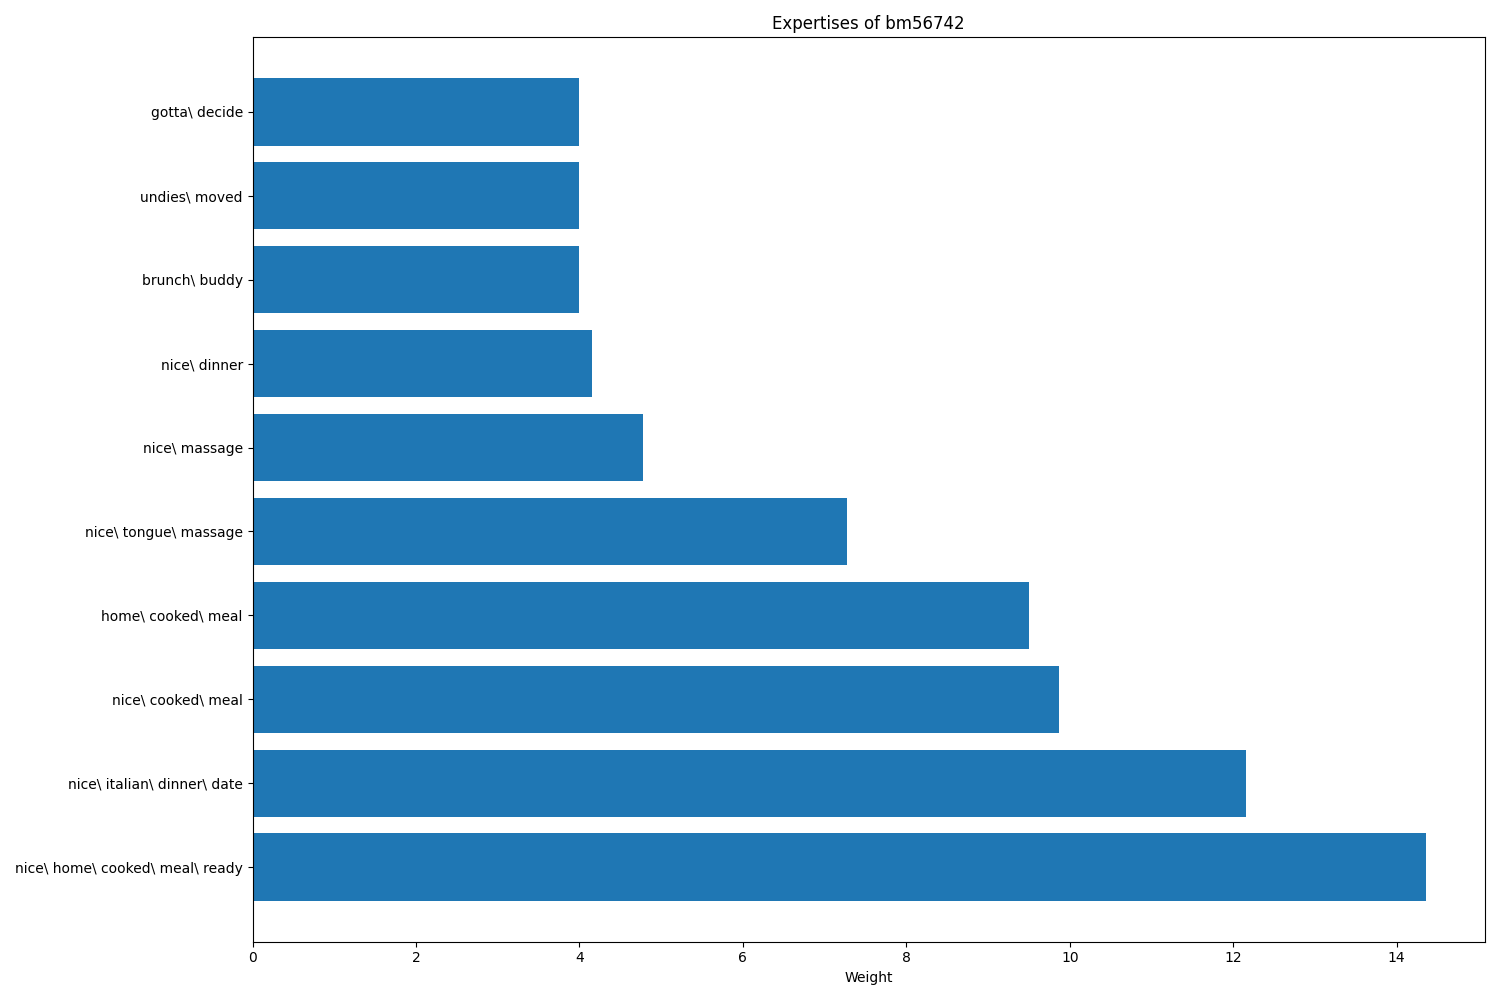 Expertises of bm56742
gotta\ decide
undies\ moved
brunch\ buddy
nice\ dinner
nice\ massage
nice\ tongue\ massage
home\ cooked\ meal
nice\ cooked\ meal
nice\ italian\ dinner\ date
nice\ home\ cooked\ meal\ ready
0 2 4 6 8 10 12 14
Weight